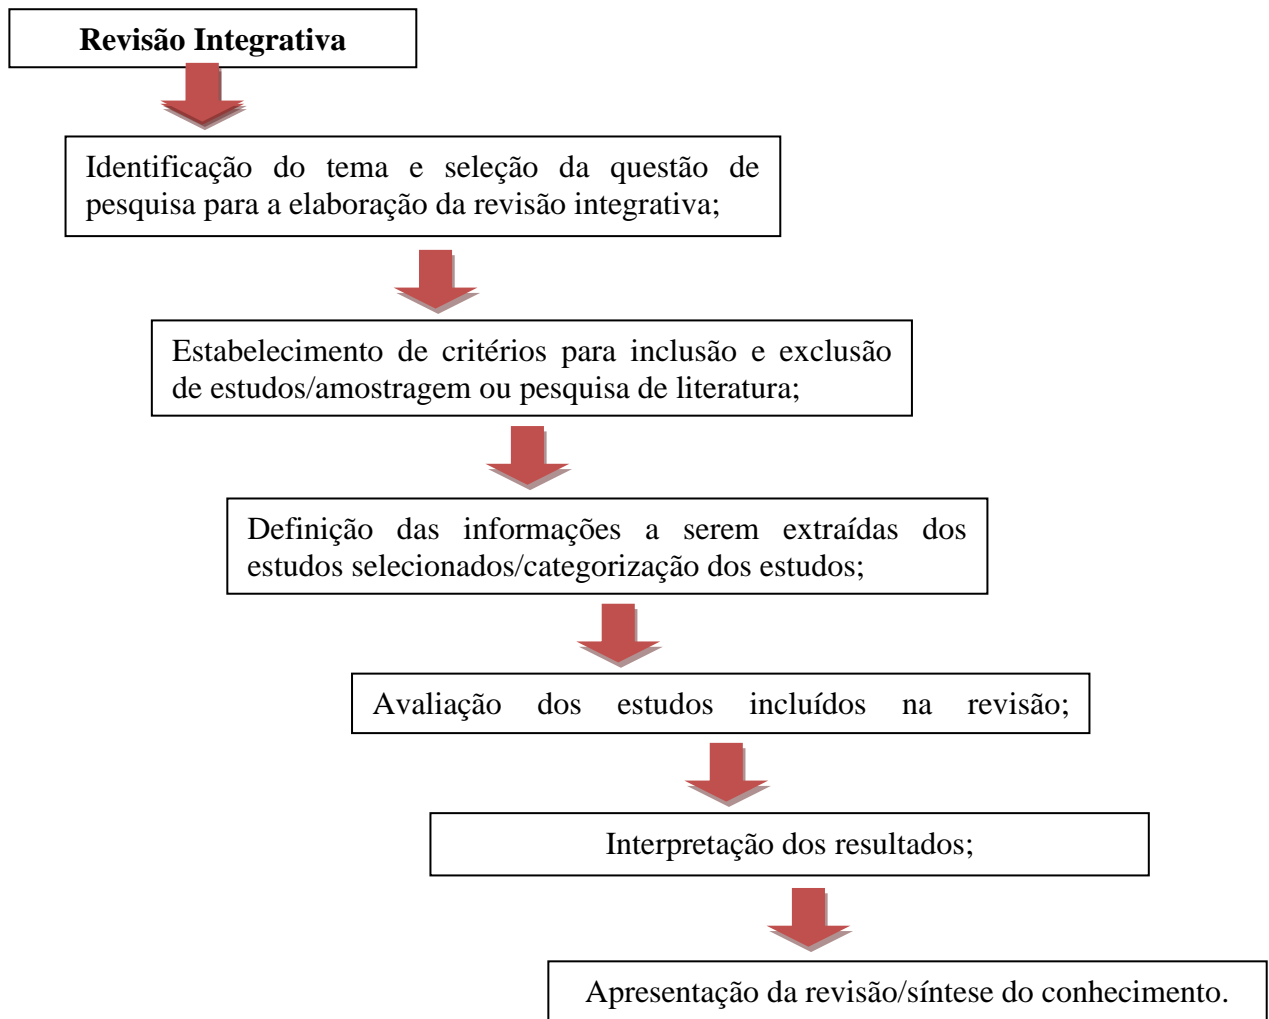 Revisão Integrativa
Identificação do tema e seleção da questão de
pesquisa para a elaboração da revisão integrativa;
Estabelecimento de critérios para inclusão e exclusão
de estudos/amostragem ou pesquisa de literatura;
Definição das informações a serem extraídas dos
estudos selecionados/categorização dos estudos;
Avaliação dos estudos incluídos na revisão;
Interpretação dos resultados;
Apresentação da revisão/síntese do conhecimento.